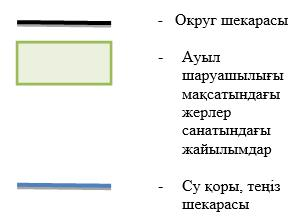 - Округ шекарасы
- Ауыл
шаруашылығы
мақсатындағы
жерлер
санатындағы
жайылымдар
- Су қоры, теңіз
шекарасы